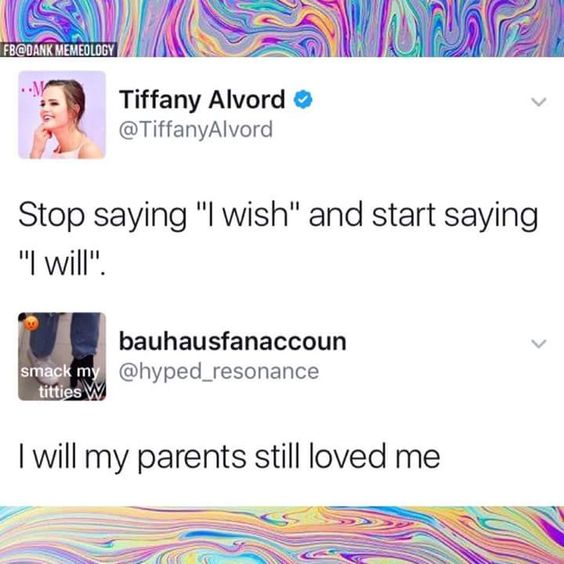 FB@DANK MEMEOLOGY
Tiffany Alvord
@TiffanyAlvord
Stop saying "I wish" and start saying
"I will".
bauhausfanaccoun
@hyped_resonance
smack my
titties
I will my parents still loved me